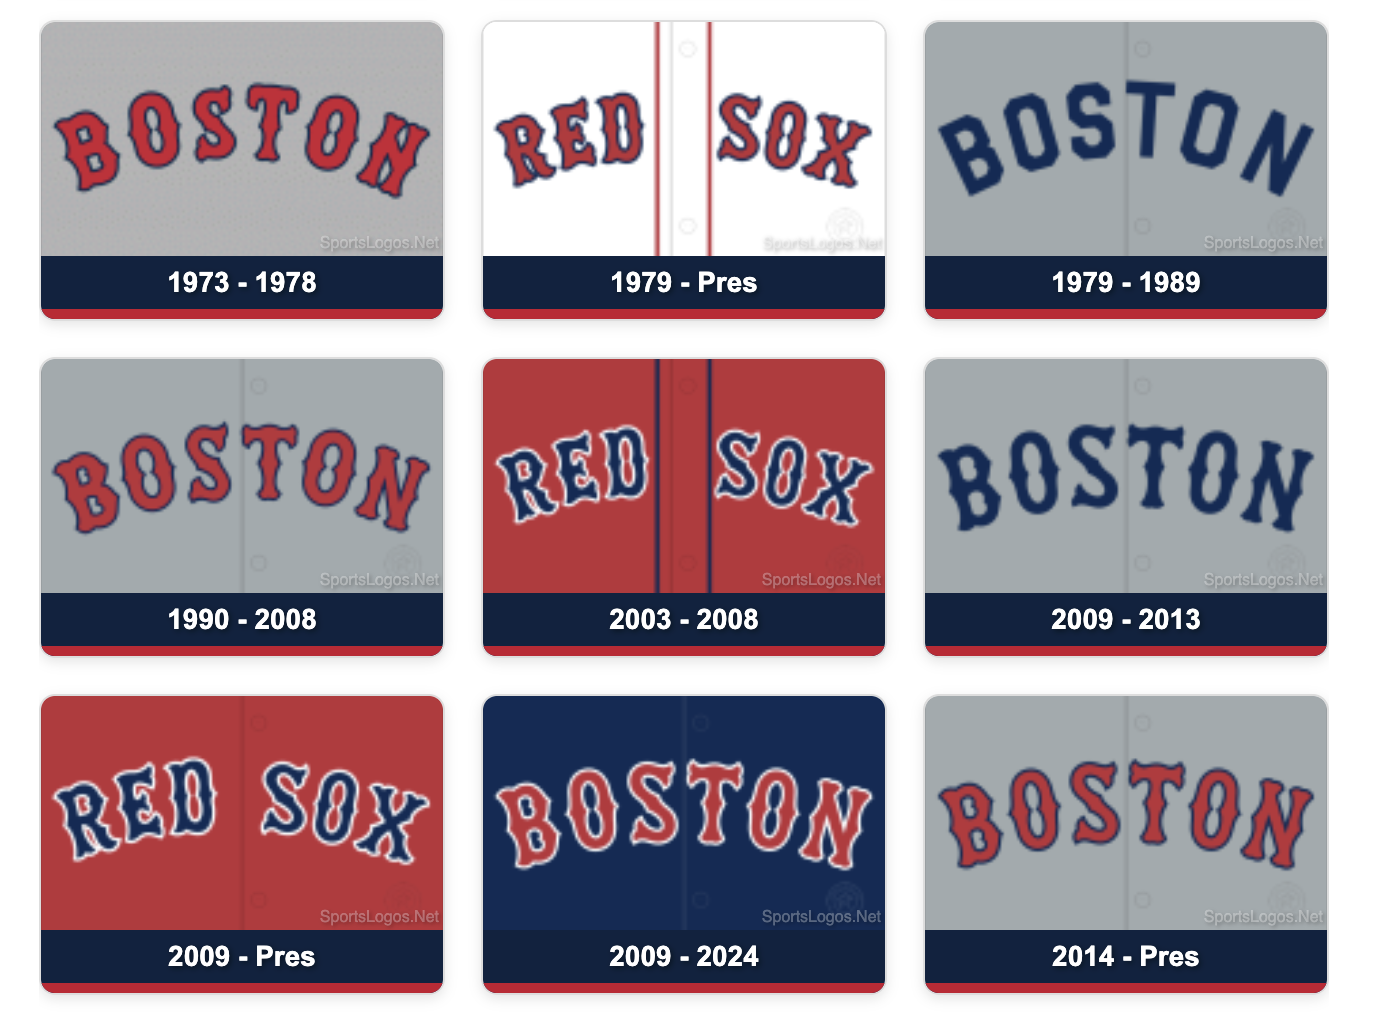 BOSTON
SportsLogos.Net
1973 - 1978
RED SOX
SportsLogos.Net
1979 - Pres
BOSTON
SportsLogos.Net
1979 - 1989
BOSTON
SportsLogos.Net
1990 - 2008
RED SOX
SportsLogos.Net
2003 - 2008
BOSTON
SportsLogos.Net
2009 - 2013
RED SOX
SportsLogos.Net
2009 - Pres
BOSTON
SportsLogos.Net
2009 - 2024
BOSTON
SportsLogos.Net
2014 - Pres